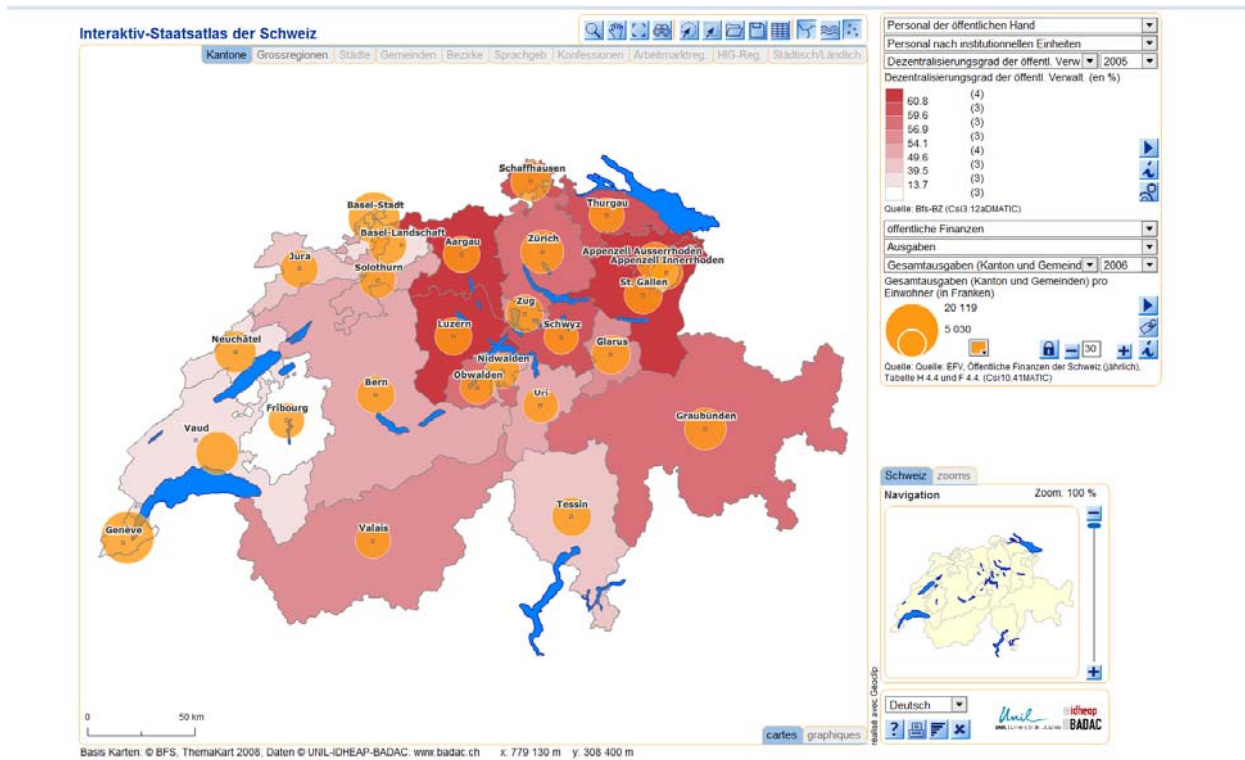 Interaktiv-Staatsatlas der Schweiz
Kantone Grossregionen Städte Gemeinden Bezirke Sprachgeb Konfessionen Arbeitmarktreg. HIG-Reg. Städtisch/Ländlich
Schaffhausen
Basel-Stadt
Thurgau
Basel-Landschaft
Aargau
Zürich
Appenzell Ausserrhoden
Appenzell Innerrhoden
Jura
Solothurn
St. Gallen
Zug
Luzern
Schwyz
Neuchâtel
Glarus
Nidwalden
Obwalden
Bern
Uri
Fribourg
Graubünden
Vaud
Tessin
Genève
Valais
0 50 km
cartes graphiques
Basis Karten: © BFS, ThemaKart 2008; Daten © UNIL-IDHEAP-BADAC: www.badac.ch x: 779 130 m y: 308 400 m
réalisé avec Géoclip
Personal der öffentlichen Hand
Personal nach institutionnellen Einheiten
Dezentralisierungsgrad der öffentl. Verw 2005
Dezentralisierungsgrad der öffentl. Verwalt. (en %)
(4)
60.8 (3)
59.6 (3)
56.9 (3)
54.1 (4)
49.6 (3)
39.5 (3)
13.7 (3)
Quelle: Bfs-BZ (Csi3.12aDMATIC)
öffentliche Finanzen
Ausgaben
Gesamtausgaben (Kanton und Gemeind 2006
Gesamtausgaben (Kanton und Gemeinden) pro
Einwohner (in Franken)
20 119
5 030
30
Quelle: Quelle: EFV, Öffentliche Finanzen der Schweiz (jährlich),
Tabelle H 4.4 und F 4.4. (Csi10.41MATIC)
Schweiz zooms
Navigation Zoom: 100 %
Deutsch
Unil
idheap
BADAC